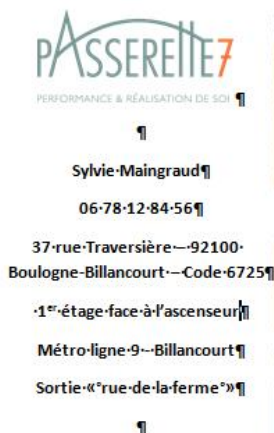 PASSERELLE7
PERFORMANCE & RÉALISATION DE SOI ¶
¶
Sylvie·Maingraud¶
06·78·12·84·56¶
37·rue·Traversière·–·92100·
Boulogne-Billancourt·–·Code·6725¶
·1er·étage·face·à·l'ascenseur¶
Métro·ligne·9·-·Billancourt¶
Sortie·«°rue·de·la·ferme°»¶
¶